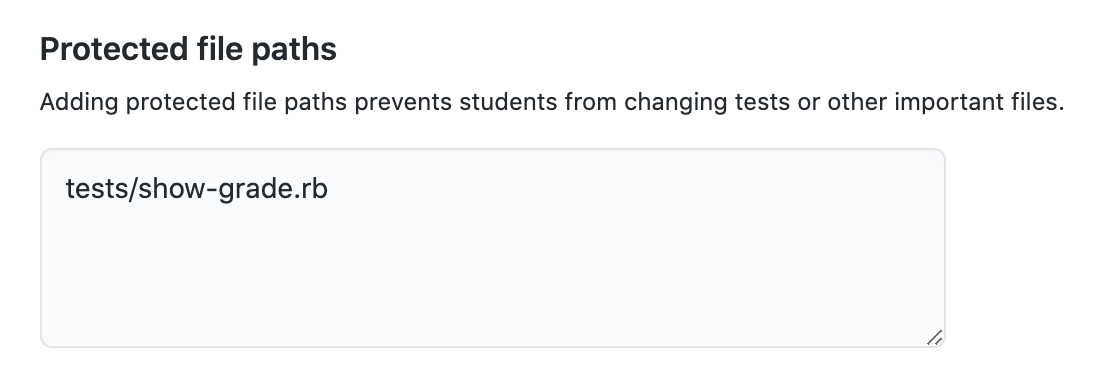 Protected file paths
Adding protected file paths prevents students from changing tests or other important files.
tests/show-grade.rb